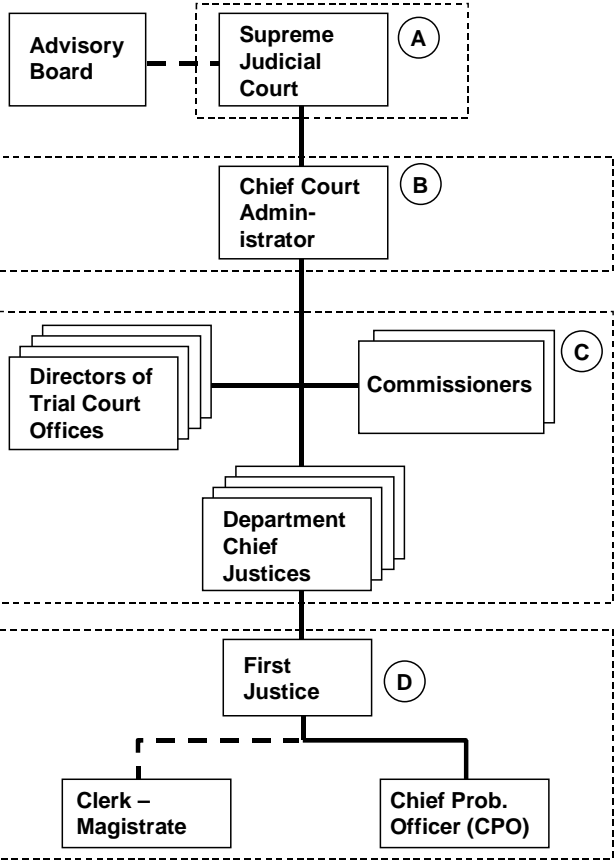 Advisory
Board
Supreme
Judicial
Court
A
Chief Court
Admin-
istrator
B
Directors of
Trial Court
Offices
Commissioners
C
Department
Chief
Justices
First
Justice
D
Clerk –
Magistrate
Chief Prob.
Officer (CPO)